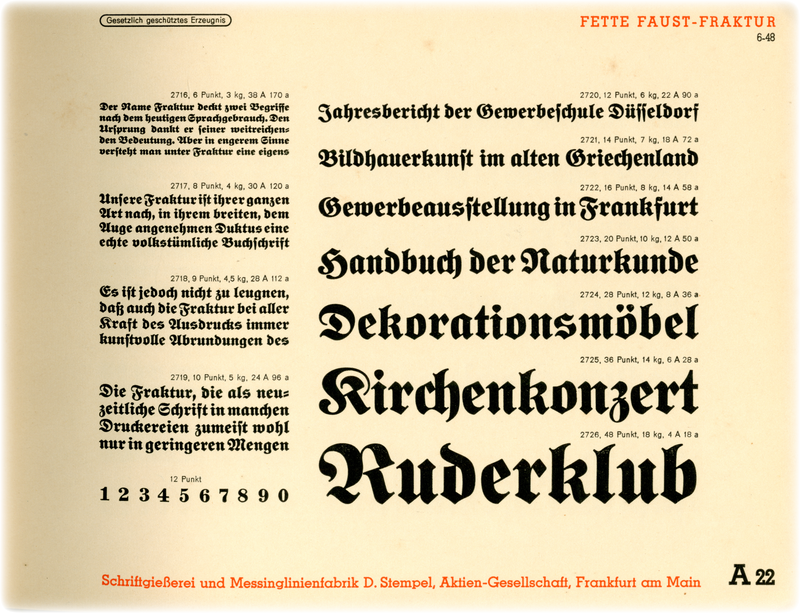 Gesetzlich geschütztes Erzeugnis
FETTE FAUST-FRAKTUR
6-48
2716, 6 Punkt, 3 kg, 38 A 170 a
Der Name Fraktur deckt zwei Begriffe
nach dem heutigen Sprachgebrauch. Den
Ursprung dankt er seiner weitreichen-
den Bedeutung. Aber in engerem Sinne
versteht man unter Fraktur eine eigens
2717, 8 Punkt, 4 kg, 30 A 120 a
Unsere Fraktur ist ihrer ganzen
Art nach, in ihrem breiten, dem
Auge angenehmen Duktus eine
echte volkstümliche Buchschrift
2718, 9 Punkt, 4,5 kg, 28 A 112 a
Es ist jedoch nicht zu leugnen,
daß auch die Fraktur bei aller
Kraft des Ausdrucks immer
kunstvolle Abrundungen des
2719, 10 Punkt, 5 kg, 24 A 96 a
Die Fraktur, die als neu-
zeitliche Schrift in manchen
Druckereien zumeist wohl
nur in geringeren Mengen
12 Punkt
1 2 3 4 5 6 7 8 9 0
2720, 12 Punkt, 6 kg, 22 A 90 a
Jahresbericht der Gewerbeschule Düsseldorf
2721, 14 Punkt, 7 kg, 18 A 72 a
Bildhauerkunst im alten Griechenland
2722, 16 Punkt, 8 kg, 14 A 58 a
Gewerbeausstellung in Frankfurt
2723, 20 Punkt, 10 kg, 12 A 50 a
Handbuch der Naturkunde
2724, 28 Punkt, 12 kg, 8 A 36 a
Dekorationsmöbel
2725, 36 Punkt, 14 kg, 6 A 28 a
Kirchenkonzert
2726, 48 Punkt, 18 kg, 4 A 18 a
Ruderklub
Schriftgießerei und Messinglinienfabrik D. Stempel, Aktien-Gesellschaft, Frankfurt am Main
A 22